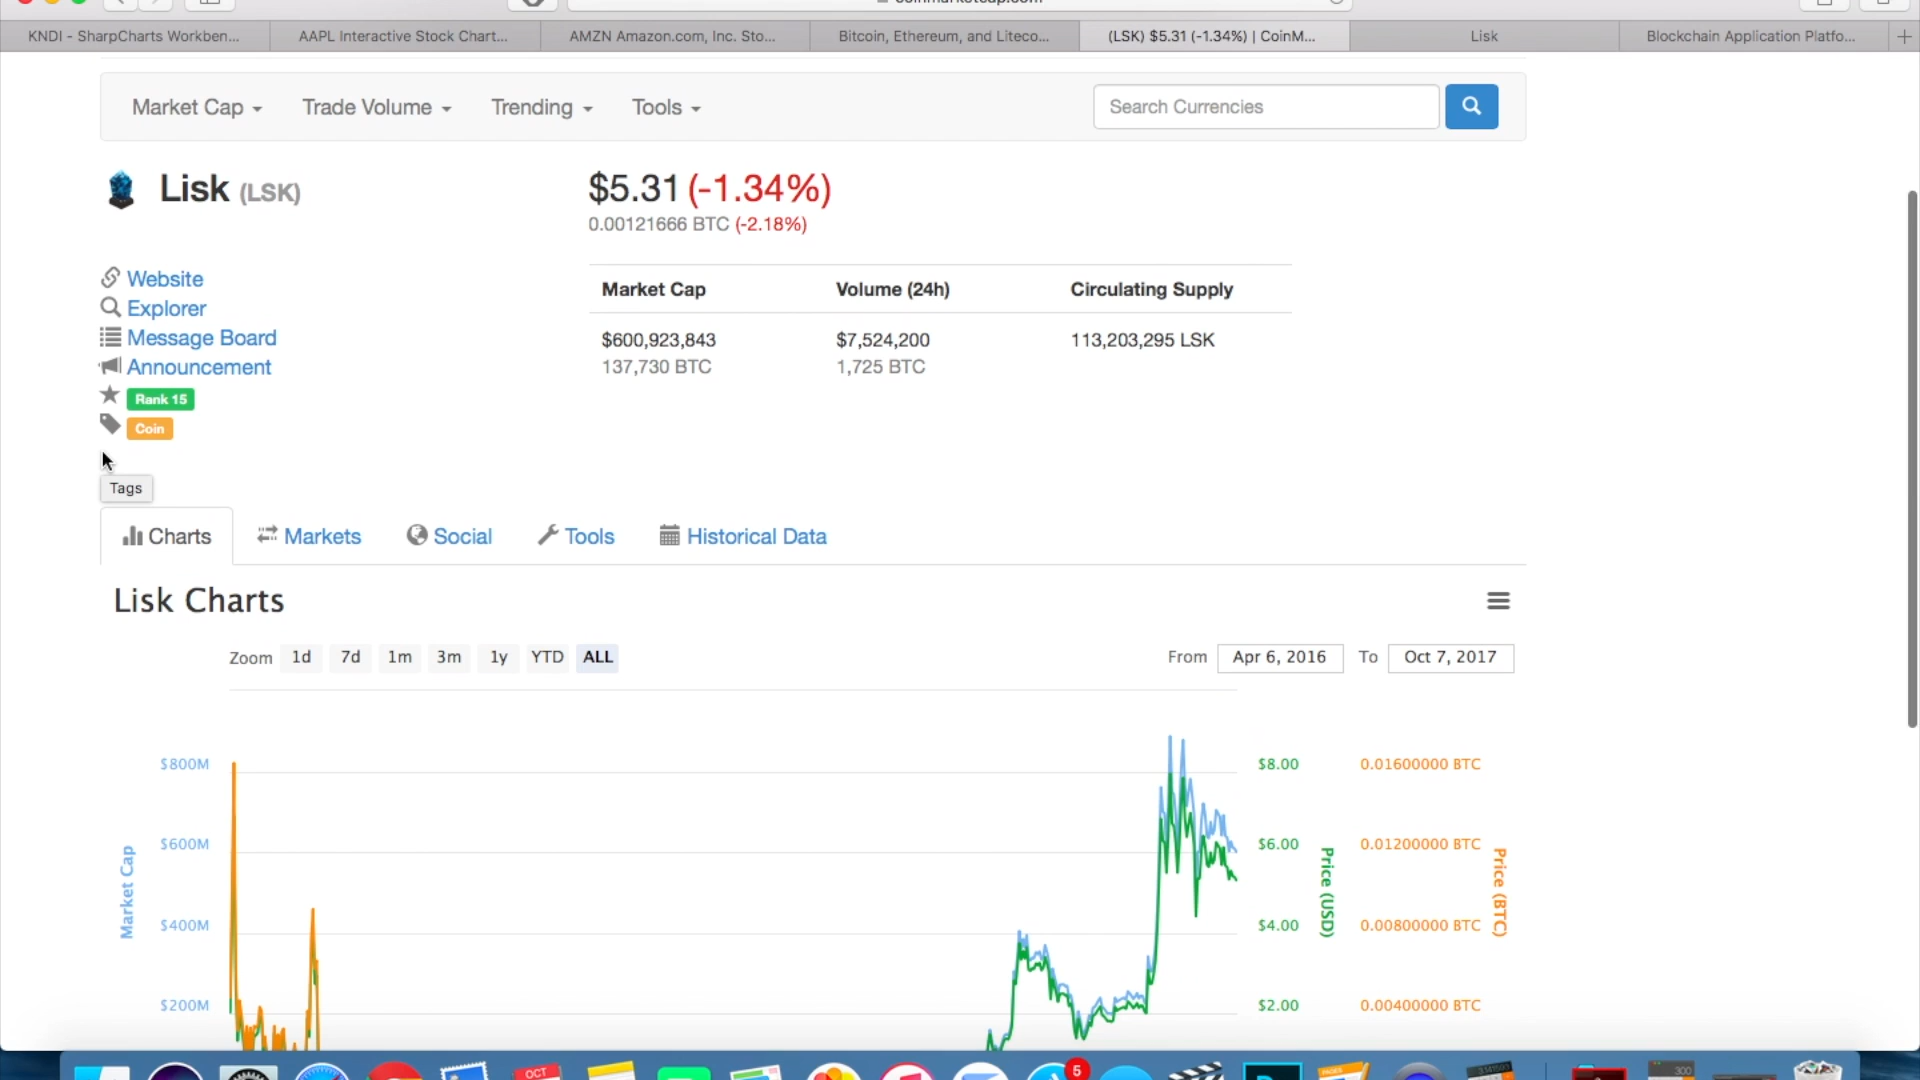 KNDI - SharpCharts Workben... AAPL Interactive Stock Chart... AMZN Amazon.com, Inc. Sto... Bitcoin, Ethereum, and Liteco... (LSK) $5.31 (-1.34%) | CoinM... Lisk Blockchain Application Platfo...
Market Cap Trade Volume Trending Tools Search Currencies
Lisk (LSK) $5.31 (-1.34%)
0.00121666 BTC (-2.18%)
Website
Explorer
Message Board
Announcement
Rank 15
Coin
Tags
Market Cap Volume (24h) Circulating Supply
$600,923,843 $7,524,200 113,203,295 LSK
137,730 BTC 1,725 BTC
Charts Markets Social Tools Historical Data
Lisk Charts
Zoom 1d 7d 1m 3m 1y YTD ALL From Apr 6, 2016 To Oct 7, 2017
$800M $8.00 0.01600000 BTC
$600M $6.00 0.01200000 BTC
Market Cap Price (USD) Price (BTC)
$400M $4.00 0.00800000 BTC
$200M $2.00 0.00400000 BTC
OCT 5 PAGES 300